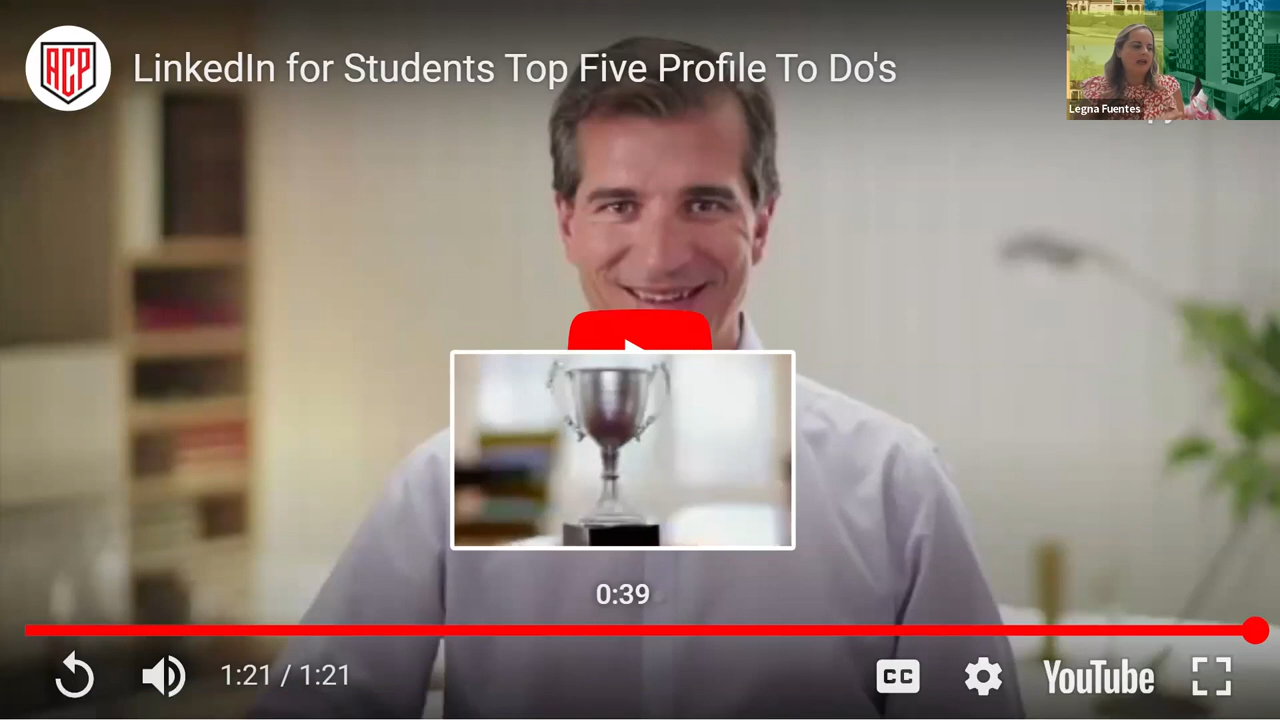 ACP
LinkedIn for Students Top Five Profile To Do's
Legna Fuentes
0:39
1:21 / 1:21
CC
YouTube